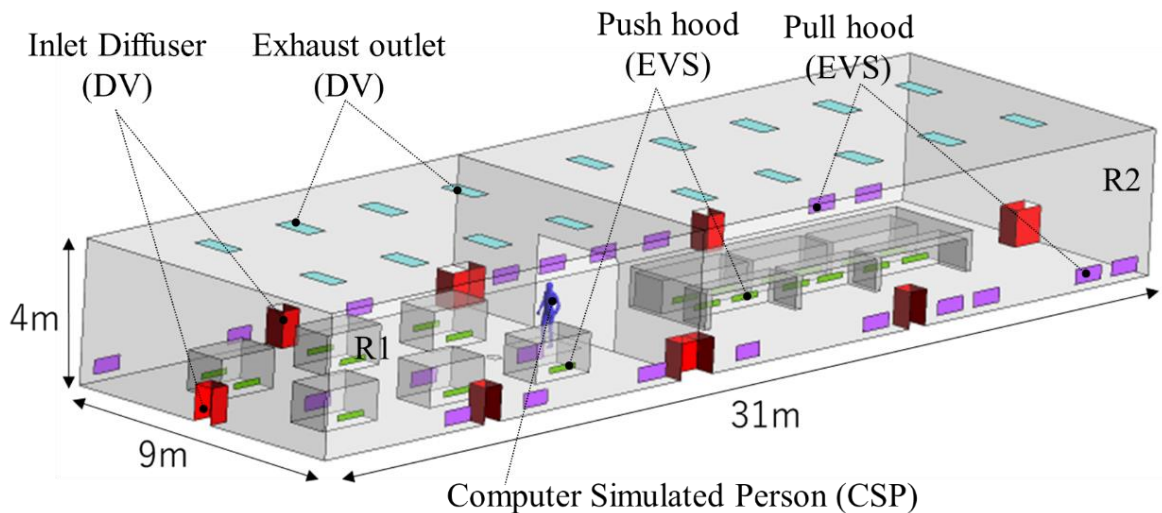 Inlet Diffuser
(DV)
Exhaust outlet
(DV)
Push hood
(EVS)
Pull hood
(EVS)
R2
4m
R1
31m
9m
Computer Simulated Person (CSP)